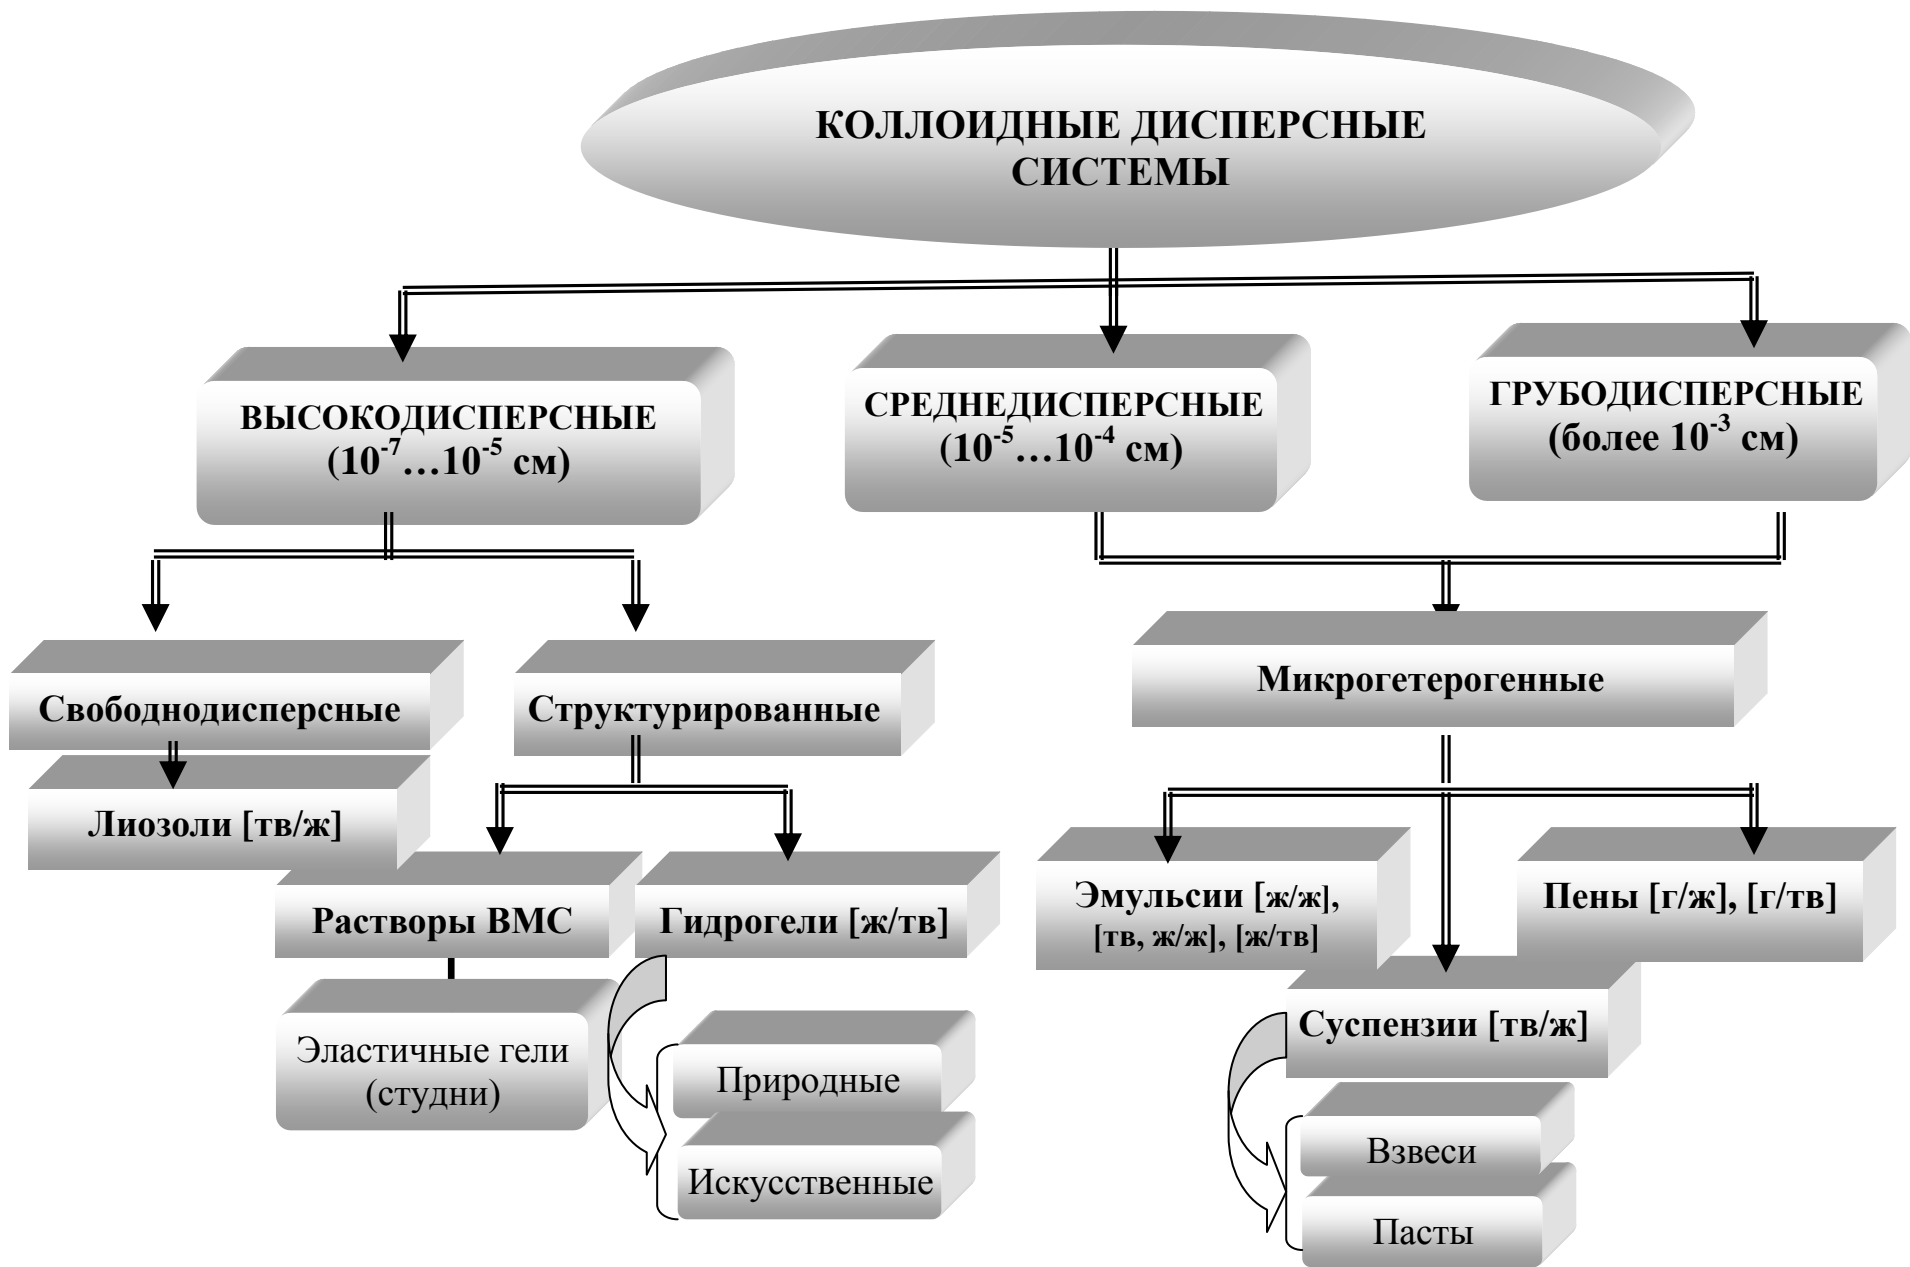 КОЛЛОИДНЫЕ ДИСПЕРСНЫЕ
СИСТЕМЫ
ВЫСОКОДИСПЕРСНЫЕ
(10⁻⁷…10⁻⁵ см)
СРЕДНЕДИСПЕРСНЫЕ
(10⁻⁵…10⁻⁴ см)
ГРУБОДИСПЕРСНЫЕ
(более 10⁻³ см)
Свободнодисперсные
Структурированные
Микрогетерогенные
Лиозоли [тв/ж]
Растворы ВМС
Гидрогели [ж/тв]
Эмульсии [ж/ж],
[тв, ж/ж], [ж/тв]
Пены [г/ж], [г/тв]
Суспензии [тв/ж]
Эластичные гели
(студни)
Природные
Искусственные
Взвеси
Пасты